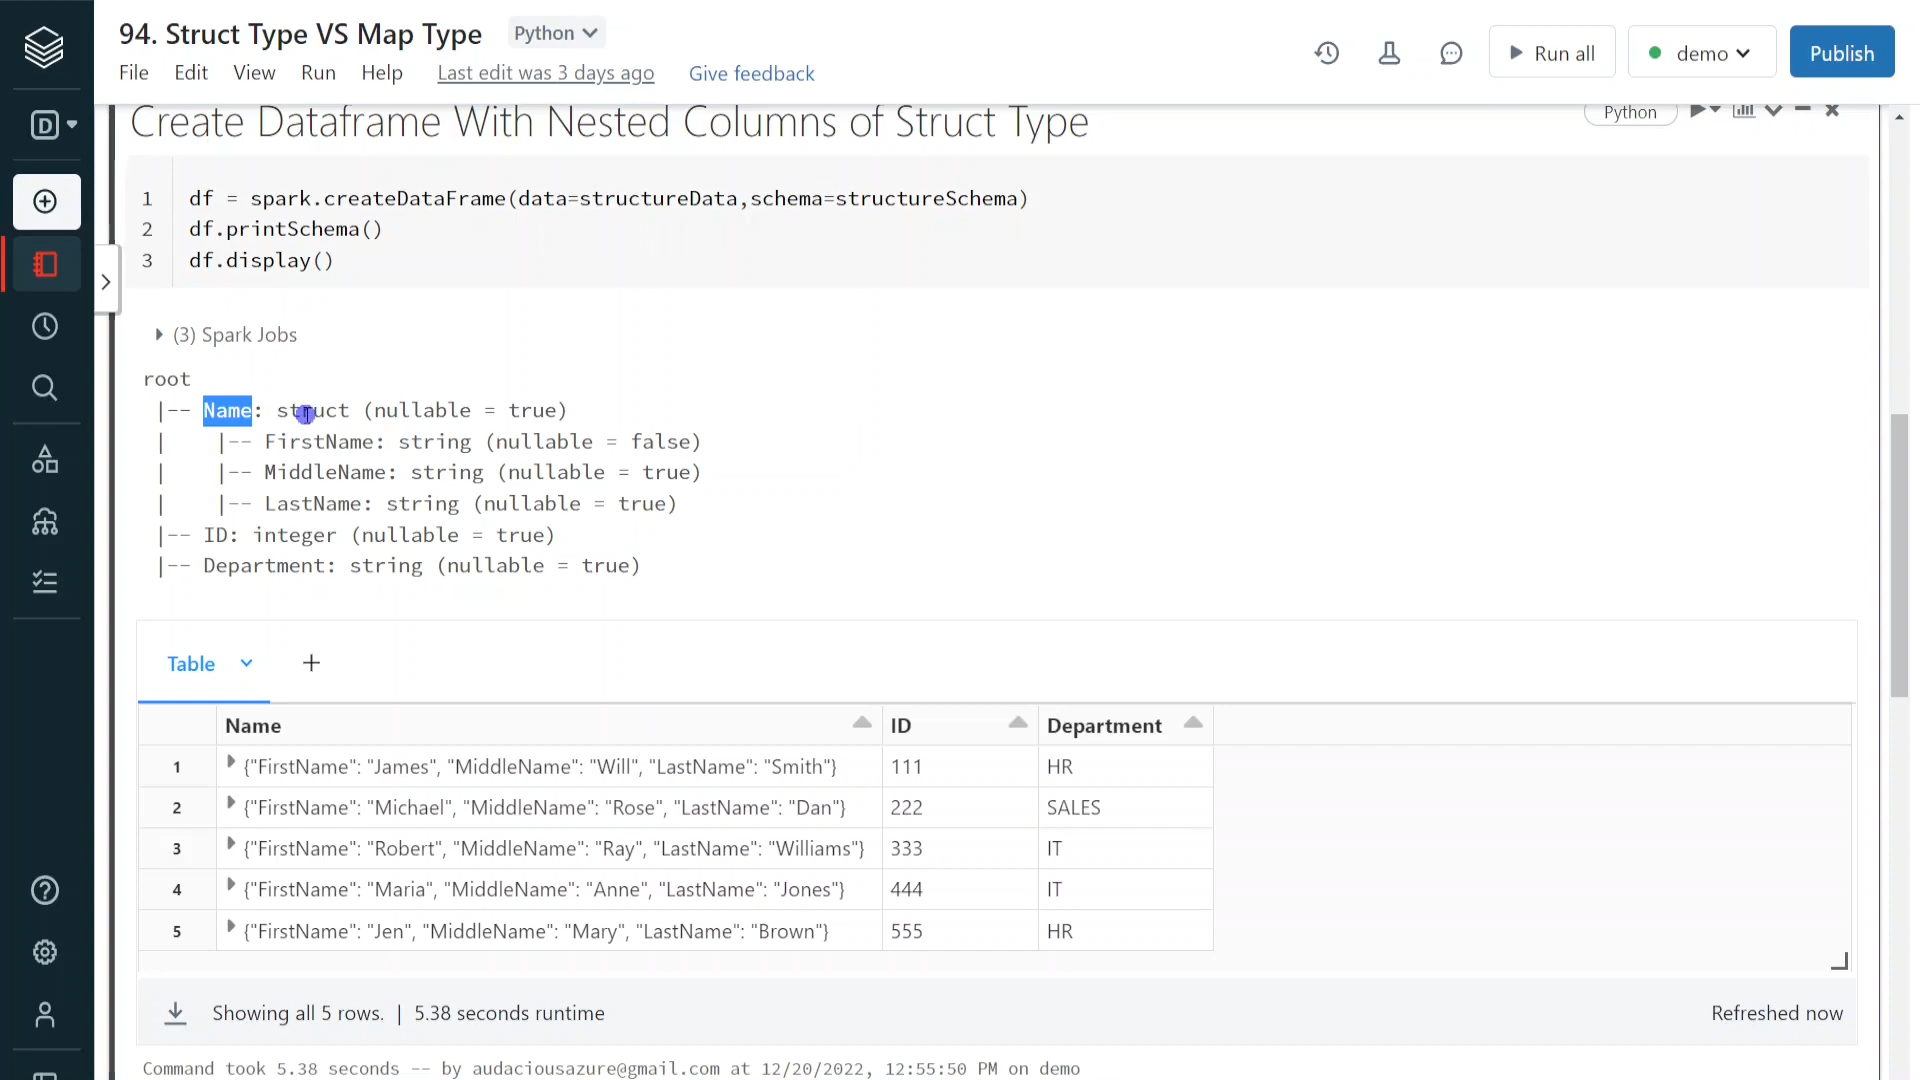 94. Struct Type VS Map Type Python
File Edit View Run Help Last edit was 3 days ago Give feedback
Run all demo Publish
D
Create Dataframe With Nested Columns of Struct Type
Python
1 df = spark.createDataFrame(data=structureData,schema=structureSchema)
2 df.printSchema()
3 df.display()
(3) Spark Jobs
root
|-- Name: struct (nullable = true)
| |-- FirstName: string (nullable = false)
| |-- MiddleName: string (nullable = true)
| |-- LastName: string (nullable = true)
|-- ID: integer (nullable = true)
|-- Department: string (nullable = true)
Table +
Name ID Department
1 {"FirstName": "James", "MiddleName": "Will", "LastName": "Smith"} 111 HR
2 {"FirstName": "Michael", "MiddleName": "Rose", "LastName": "Dan"} 222 SALES
3 {"FirstName": "Robert", "MiddleName": "Ray", "LastName": "Williams"} 333 IT
4 {"FirstName": "Maria", "MiddleName": "Anne", "LastName": "Jones"} 444 IT
5 {"FirstName": "Jen", "MiddleName": "Mary", "LastName": "Brown"} 555 HR
Showing all 5 rows. | 5.38 seconds runtime Refreshed now
Command took 5.38 seconds -- by audaciousazure@gmail.com at 12/20/2022, 12:55:50 PM on demo